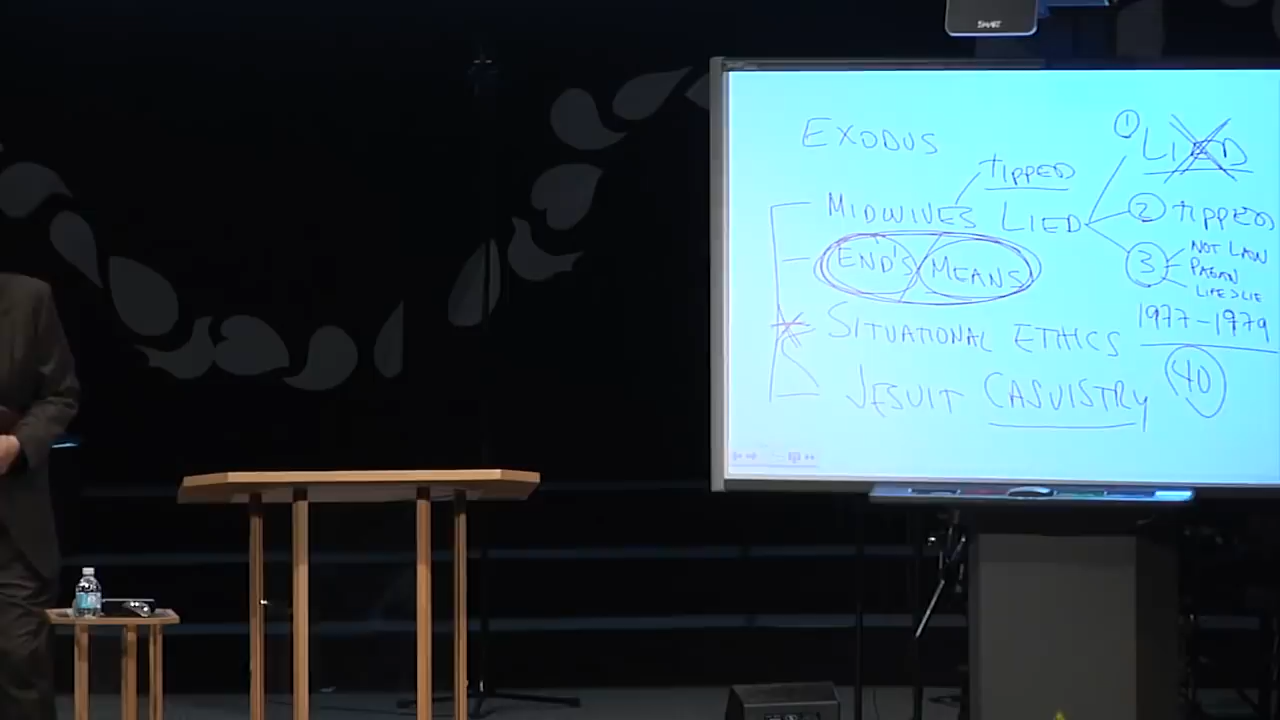 SMART
EXODUS
TIPPED
MIDWIVES LIED
END'S MEANS
SITUATIONAL ETHICS
JESUIT CASUISTRY
1 LIED
2 TIPPED
3 NOT LAW
PAGAN
LIFE > LIE
1977-1979
40